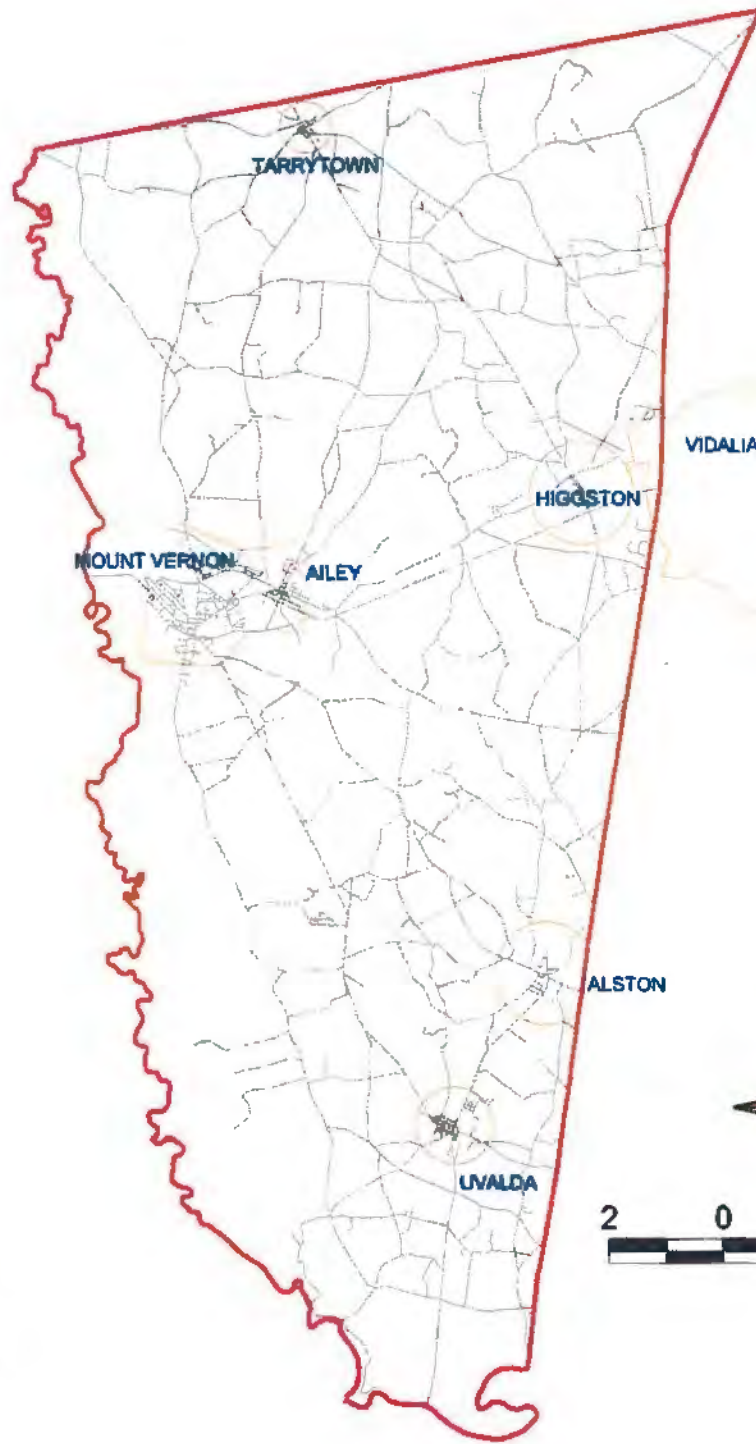 TARRYTOWN
VIDALIA
HIGGSTON
MOUNT VERNON
AILEY
ALSTON
UVALDA
2 0